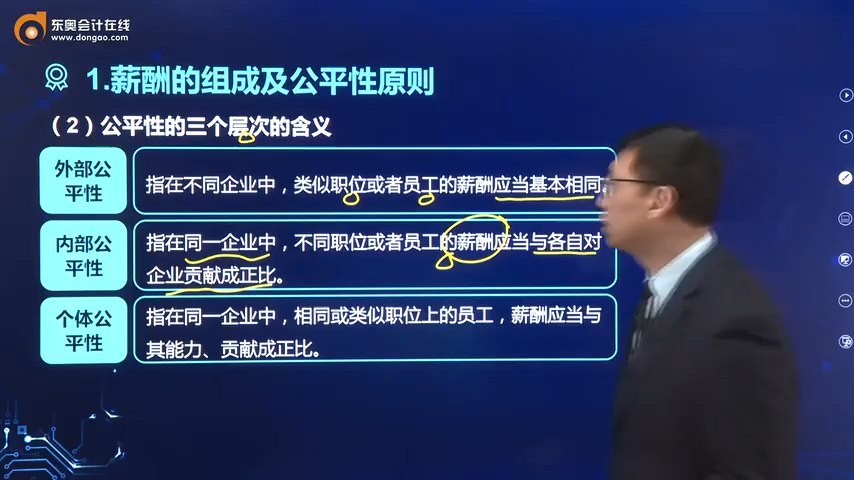 东奥会计在线
www.dongao.com
1.薪酬的组成及公平性原则
（2）公平性的三个层次的含义
外部公
平性
指在不同企业中，类似职位或者员工的薪酬应当基本相同
内部公
平性
指在同一企业中，不同职位或者员工的薪酬应当与各自对
企业贡献成正比。
个体公
平性
指在同一企业中，相同或类似职位上的员工，薪酬应当与
其能力、贡献成正比。